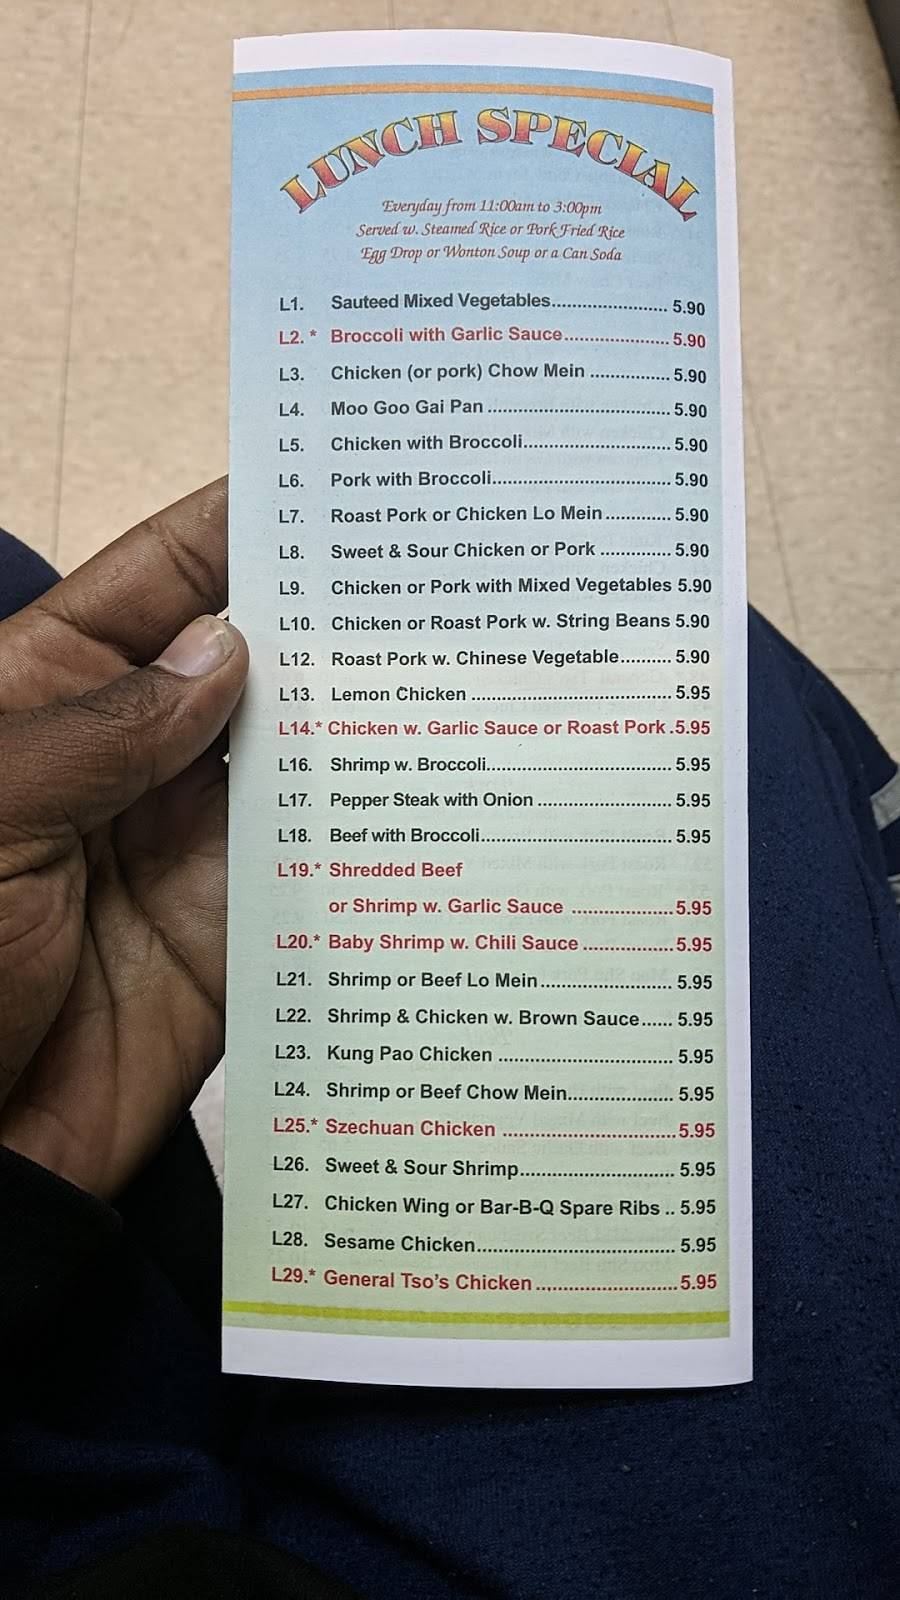 LUNCH SPECIAL
Everyday from 11:00am to 3:00pm
Served w. Steamed Rice or Pork Fried Rice
Egg Drop or Wonton Soup or a Can Soda
L1. Sauteed Mixed Vegetables...................... 5.90
L2. * Broccoli with Garlic Sauce.................... 5.90
L3. Chicken (or pork) Chow Mein ............... 5.90
L4. Moo Goo Gai Pan .................................. 5.90
L5. Chicken with Broccoli............................ 5.90
L6. Pork with Broccoli.................................. 5.90
L7. Roast Pork or Chicken Lo Mein............. 5.90
L8. Sweet & Sour Chicken or Pork ............. 5.90
L9. Chicken or Pork with Mixed Vegetables 5.90
L10. Chicken or Roast Pork w. String Beans 5.90
L12. Roast Pork w. Chinese Vegetable.......... 5.90
L13. Lemon Chicken ...................................... 5.95
L14.* Chicken w. Garlic Sauce or Roast Pork .5.95
L16. Shrimp w. Broccoli................................... 5.95
L17. Pepper Steak with Onion ......................... 5.95
L18. Beef with Broccoli.................................... 5.95
L19.* Shredded Beef
or Shrimp w. Garlic Sauce ...................5.95
L20.* Baby Shrimp w. Chili Sauce .................5.95
L21. Shrimp or Beef Lo Mein......................... 5.95
L22. Shrimp & Chicken w. Brown Sauce...... 5.95
L23. Kung Pao Chicken ................................. 5.95
L24. Shrimp or Beef Chow Mein.................... 5.95
L25.* Szechuan Chicken .................................5.95
L26. Sweet & Sour Shrimp............................. 5.95
L27. Chicken Wing or Bar-B-Q Spare Ribs .. 5.95
L28. Sesame Chicken..................................... 5.95
L29.* General Tso's Chicken ..........................5.95